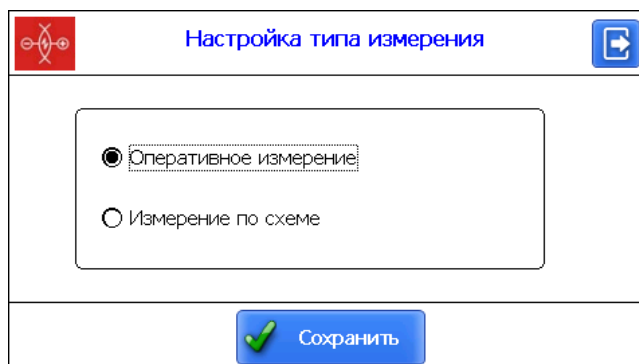 Настройка типа измерения
Оперативное измерение
Измерение по схеме
Сохранить